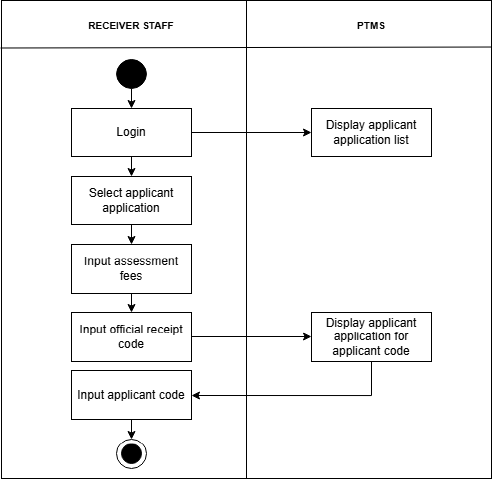 RECEIVER STAFF
PTMS
Login
Display applicant
application list
Select applicant
application
Input assessment
fees
Input official receipt
code
Display applicant
application for
applicant code
Input applicant code